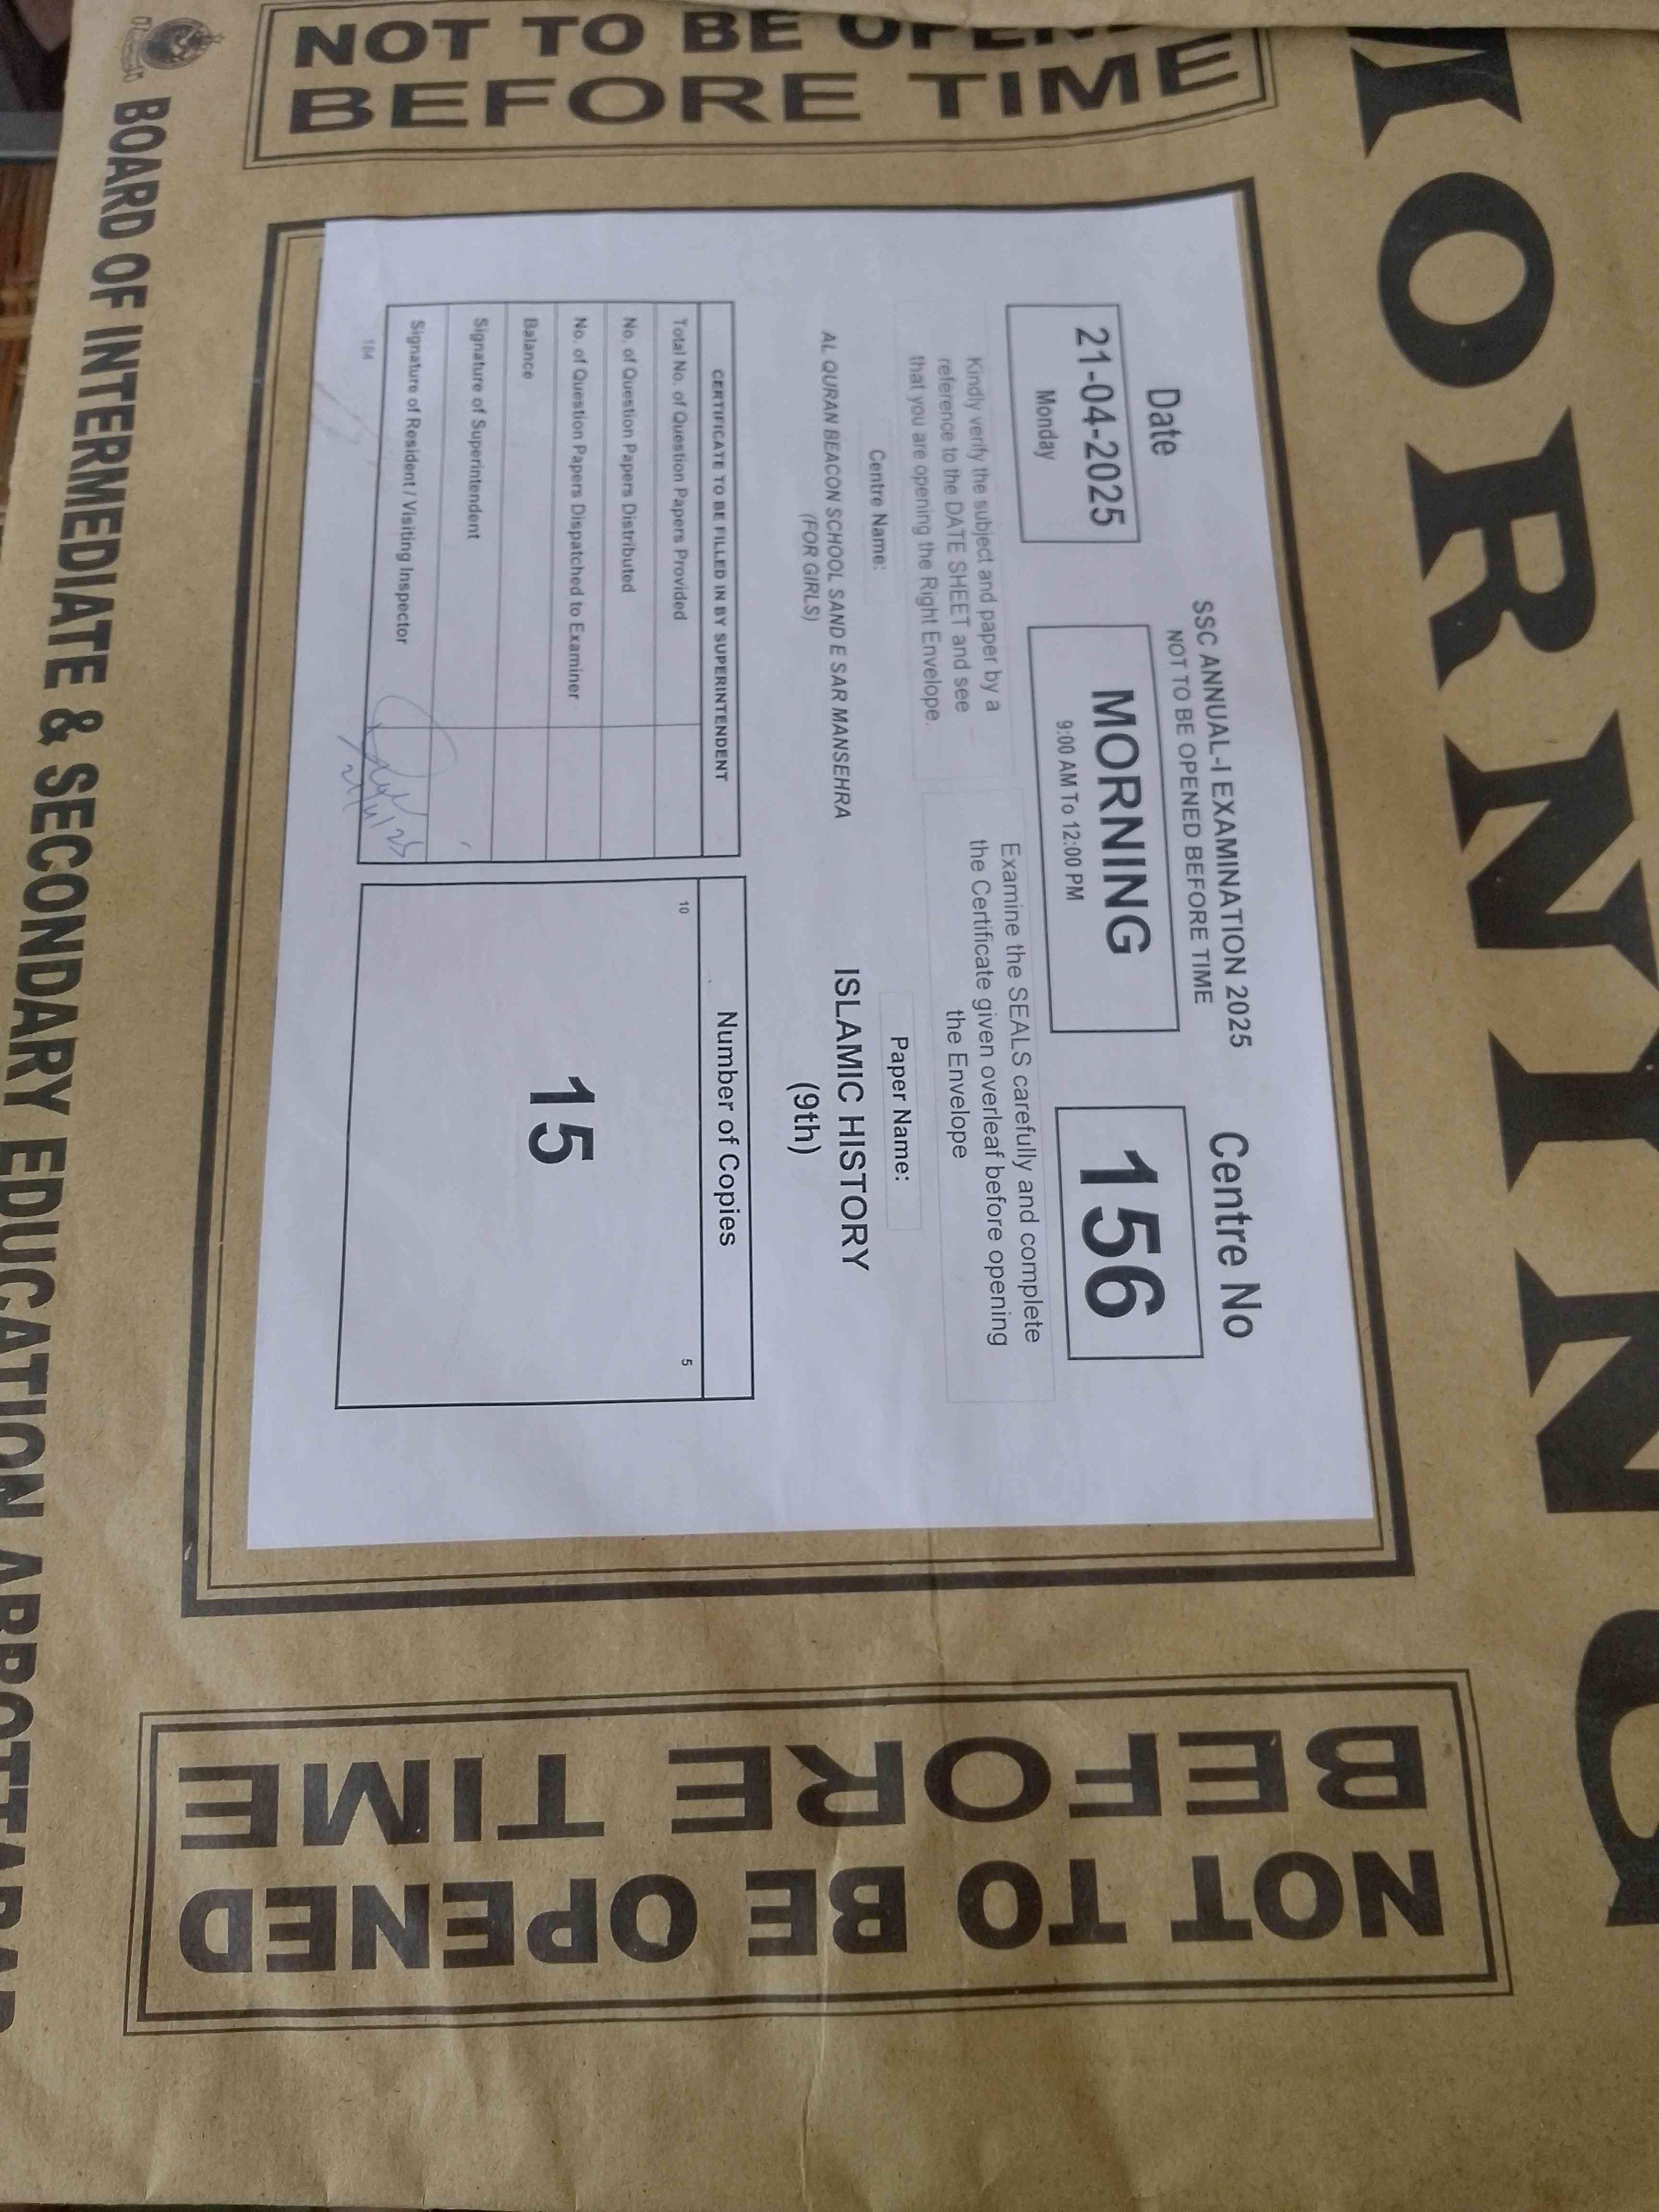 MORNING
NOT TO BE OPENED
BEFORE TIME
SSC ANNUAL-I EXAMINATION 2025
NOT TO BE OPENED BEFORE TIME
Date
21-04-2025
Monday
MORNING
9:00 AM To 12:00 PM
Centre No
156
Kindly verify the subject and paper by a
reference to the DATE SHEET and see
that you are opening the Right Envelope.
Examine the SEALS carefully and complete
the Certificate given overleaf before opening
the Envelope
Centre Name:
AL QURAN BEACON SCHOOL SAND E SAR MANSEHRA
(FOR GIRLS)
Paper Name:
ISLAMIC HISTORY
(9th)
CERTIFICATE TO BE FILLED IN BY SUPERINTENDENT
Total No. of Question Papers Provided
No. of Question Papers Distributed
No. of Question Papers Dispatched to Examiner
Balance
Signature of Superintendent
Signature of Resident / Visiting Inspector
21/4/25
184
Number of Copies
10 5
15
NOT TO BE OPENED
BEFORE TIME
BOARD OF INTERMEDIATE & SECONDARY EDUCATION ABBOTTABAD